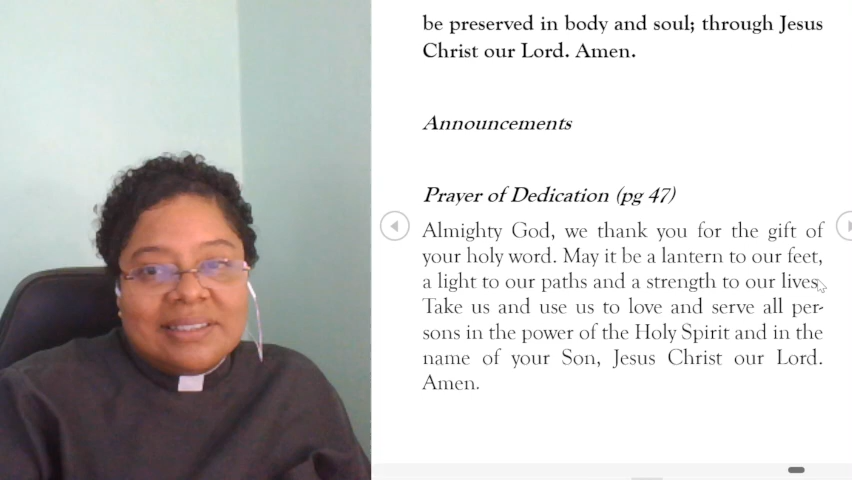 be preserved in body and soul; through Jesus
Christ our Lord. Amen.
Announcements
Prayer of Dedication (pg 47)
Almighty God, we thank you for the gift of
your holy word. May it be a lantern to our feet,
a light to our paths and a strength to our lives.
Take us and use us to love and serve all per-
sons in the power of the Holy Spirit and in the
name of your Son, Jesus Christ our Lord.
Amen.